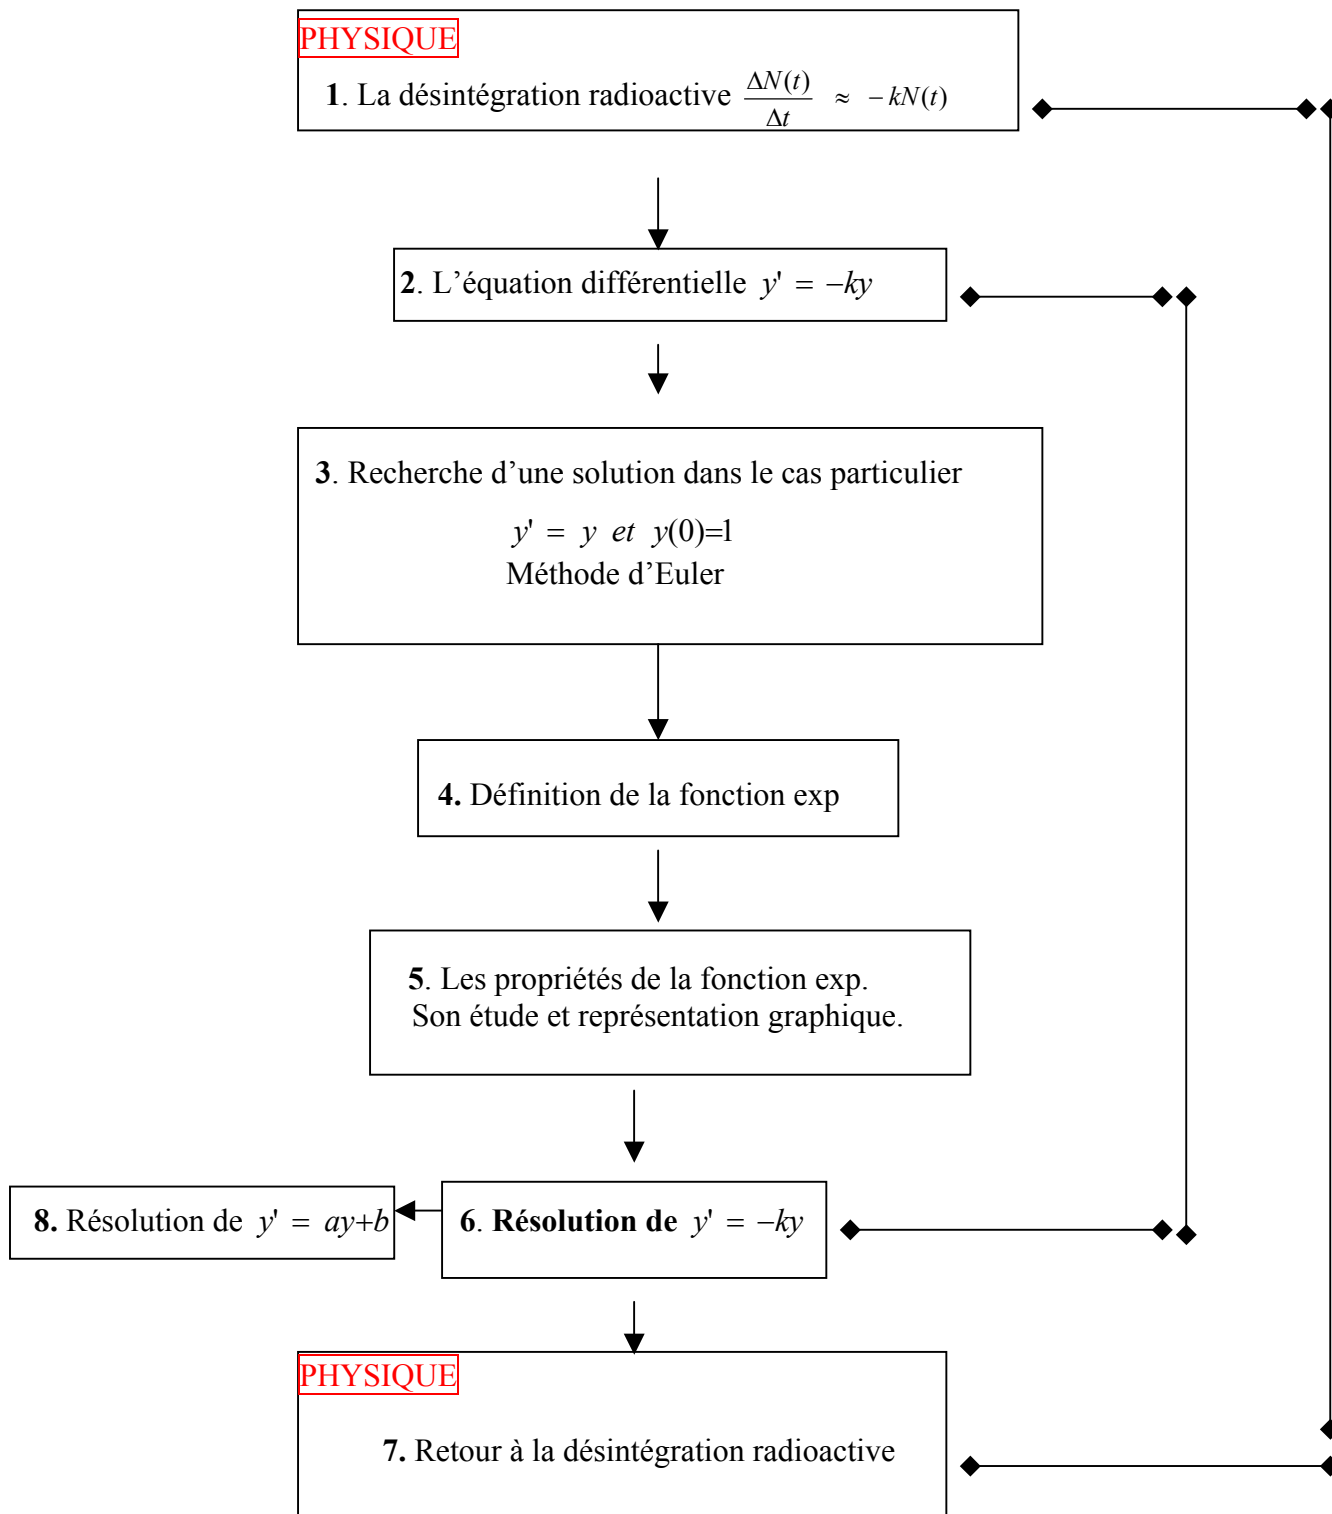 PHYSIQUE
1. La désintégration radioactive ΔN(t)/Δt ≈ −kN(t)
2. L’équation différentielle y' = −ky
3. Recherche d’une solution dans le cas particulier
y' = y et y(0)=1
Méthode d’Euler
4. Définition de la fonction exp
5. Les propriétés de la fonction exp.
Son étude et représentation graphique.
8. Résolution de y' = ay+b
6. Résolution de y' = −ky
PHYSIQUE
7. Retour à la désintégration radioactive